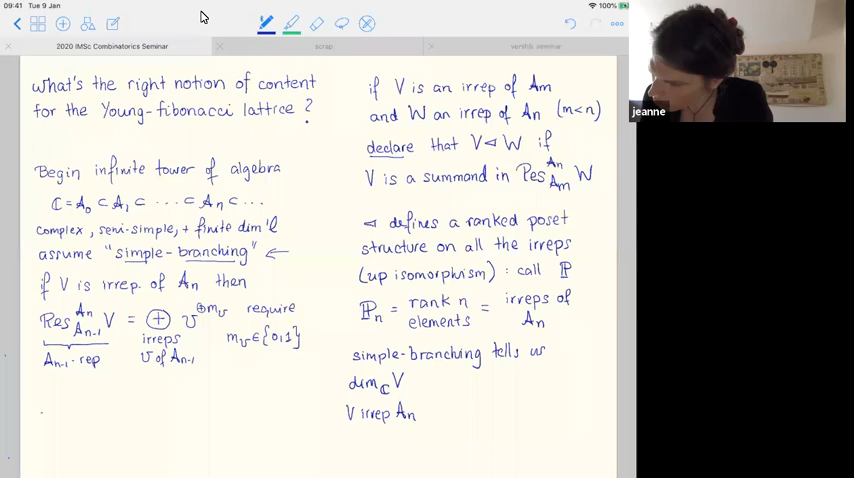 09:41 Tue 9 Jan
100%
2020 IMSc Combinatorics Seminar
scrap
vershik seminar
jeanne
what's the right notion of content
for the Young-fibonacci lattice?
Begin infinite tower of algebra
ℂ = A₀ ⊂ A₁ ⊂ ··· ⊂ Aₙ ⊂ ···
complex, semi-simple, + finite dim'l
assume "simple-branching" ←
if V is irrep. of Aₙ then
Res^{Aₙ}_{Aₙ₋₁} V = ⊕ v^{⊕mᵥ} require
irreps mᵥ ∈ {0,1}
Aₙ₋₁-rep v of Aₙ₋₁
if V is an irrep of Aₘ
and W an irrep of Aₙ (m<n)
declare that V ⊲ W if
V is a summand in Res^{Aₙ}_{Aₘ} W
⊲ defines a ranked poset
structure on all the irreps
(up isomorphism) : call ℙ
ℙₙ = rank n elements = irreps of Aₙ
simple-branching tells us
dim_ℂ V
V irrep Aₙ